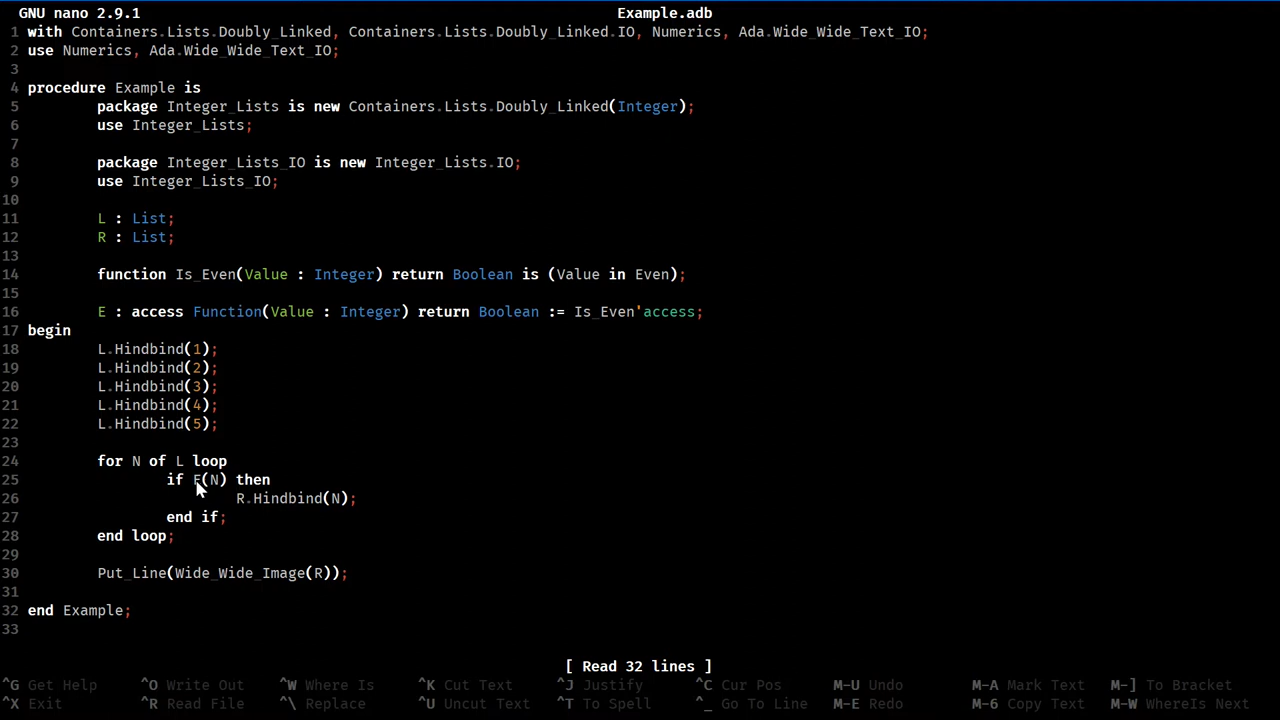 GNU nano 2.9.1 Example.adb
1 with Containers.Lists.Doubly_Linked, Containers.Lists.Doubly_Linked.IO, Numerics, Ada.Wide_Wide_Text_IO;
2 use Numerics, Ada.Wide_Wide_Text_IO;
3
4 procedure Example is
5 package Integer_Lists is new Containers.Lists.Doubly_Linked(Integer);
6 use Integer_Lists;
7
8 package Integer_Lists_IO is new Integer_Lists.IO;
9 use Integer_Lists_IO;
10
11 L : List;
12 R : List;
13
14 function Is_Even(Value : Integer) return Boolean is (Value in Even);
15
16 E : access Function(Value : Integer) return Boolean := Is_Even'access;
17 begin
18 L.Hindbind(1);
19 L.Hindbind(2);
20 L.Hindbind(3);
21 L.Hindbind(4);
22 L.Hindbind(5);
23
24 for N of L loop
25 if E(N) then
26 R.Hindbind(N);
27 end if;
28 end loop;
29
30 Put_Line(Wide_Wide_Image(R));
31
32 end Example;
33
[ Read 32 lines ]
^G Get Help ^O Write Out ^W Where Is ^K Cut Text ^J Justify ^C Cur Pos M-U Undo M-A Mark Text M-] To Bracket
^X Exit ^R Read File ^\ Replace ^U Uncut Text ^T To Spell ^_ Go To Line M-E Redo M-6 Copy Text M-W WhereIs Next